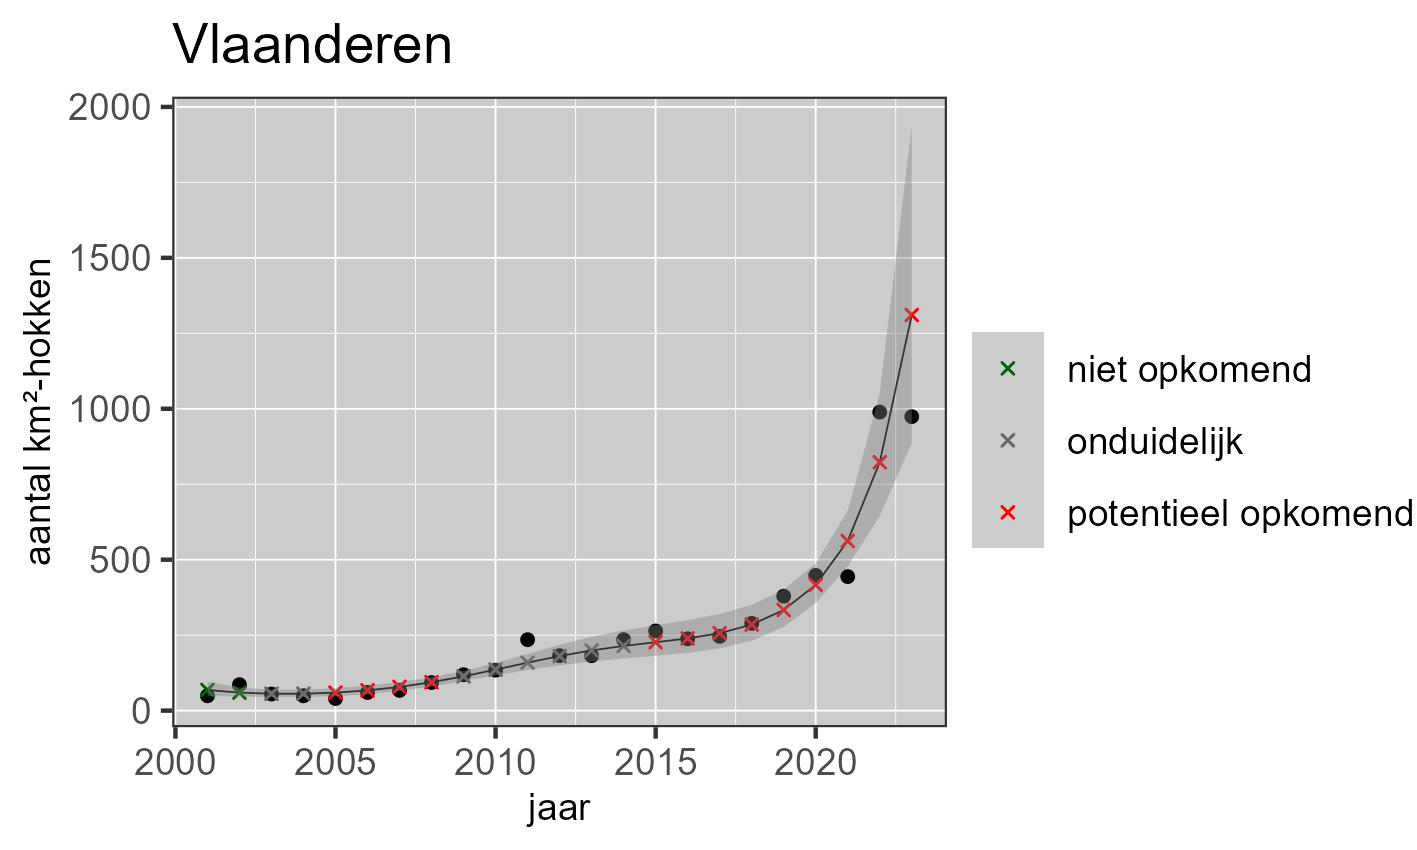 Vlaanderen
2000
1500
1000
500
0
aantal km²-hokken
2000 2005 2010 2015 2020
jaar
niet opkomend
onduidelijk
potentieel opkomend